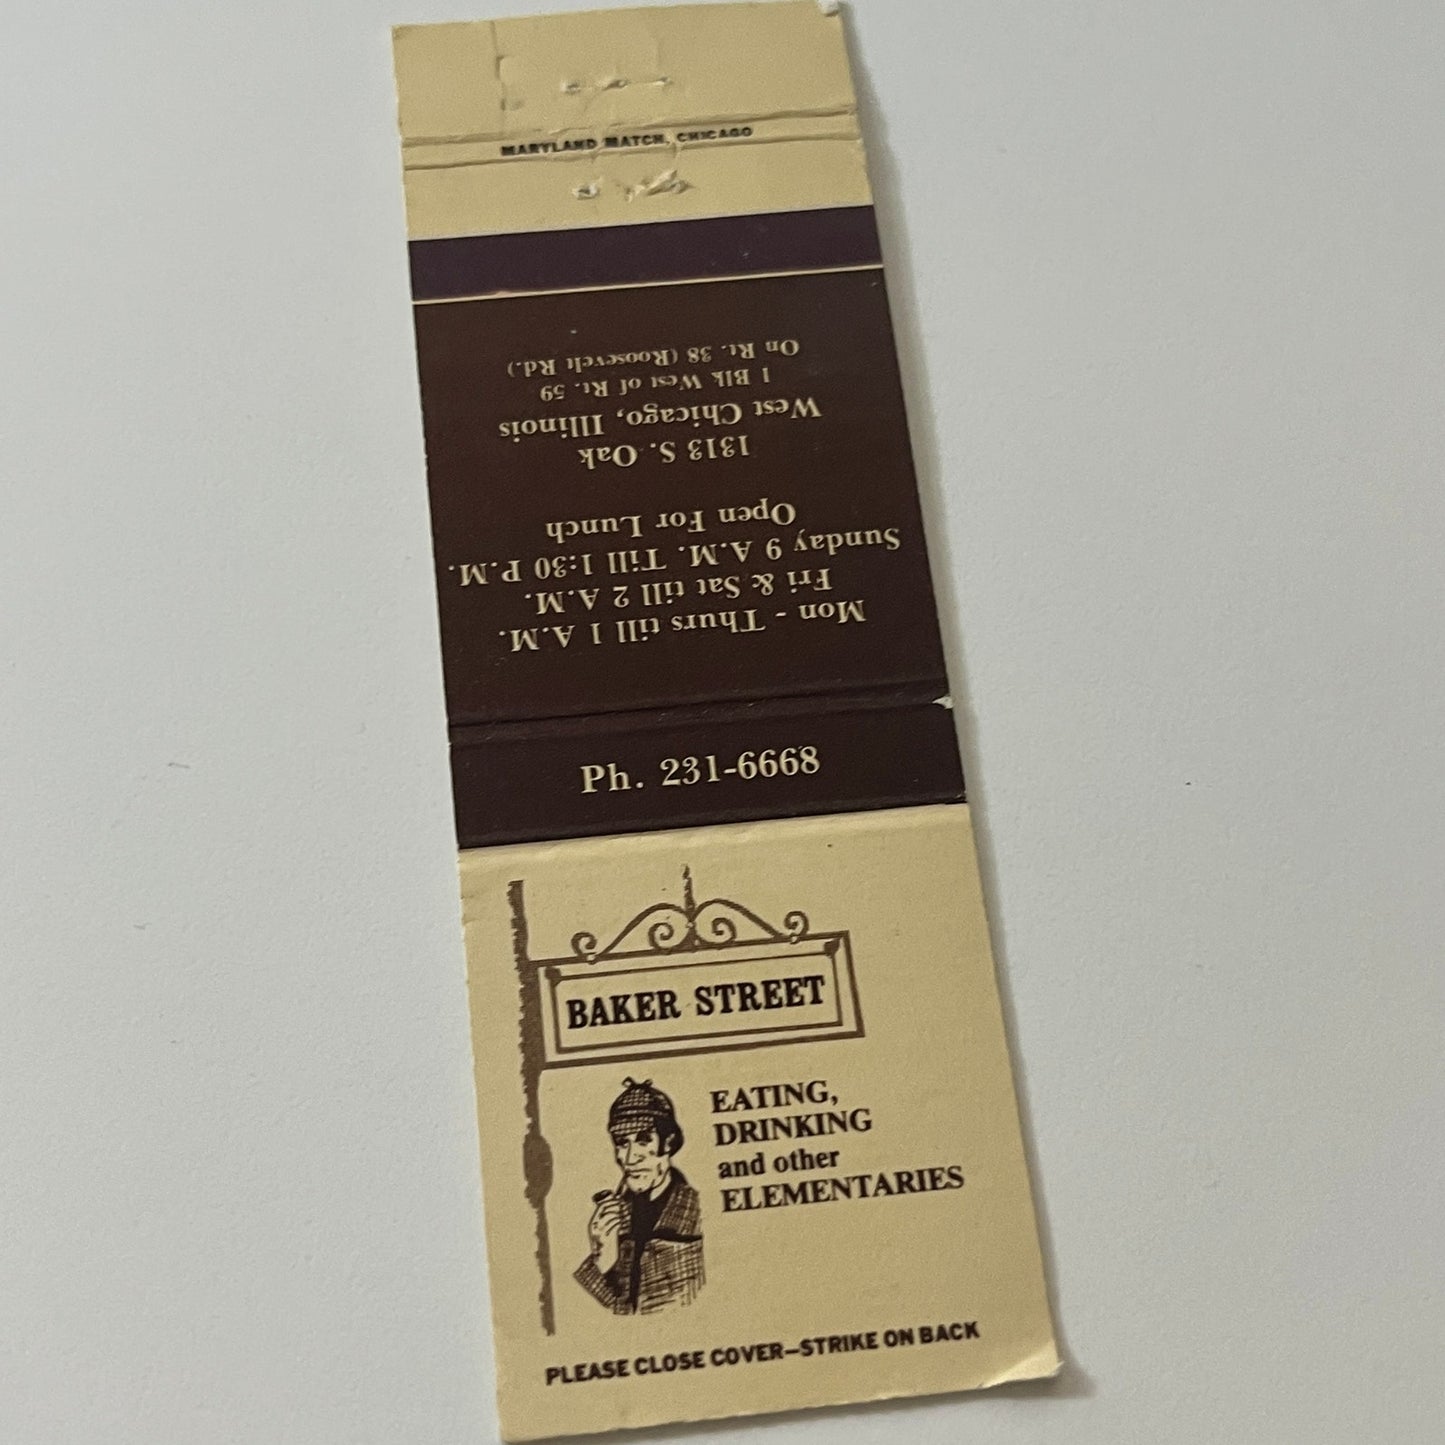 MARYLAND MATCH, CHICAGO
Mon - Thurs till 1 A.M.
Fri & Sat till 2 A.M.
Sunday 9 A.M. Till 1:30 P.M.
Open For Lunch
1313 S. Oak
West Chicago, Illinois
1 Blk West of Rt. 59
On Rt. 38 (Roosevelt Rd.)
Ph. 231-6668
BAKER STREET
EATING,
DRINKING
and other
ELEMENTARIES
PLEASE CLOSE COVER—STRIKE ON BACK